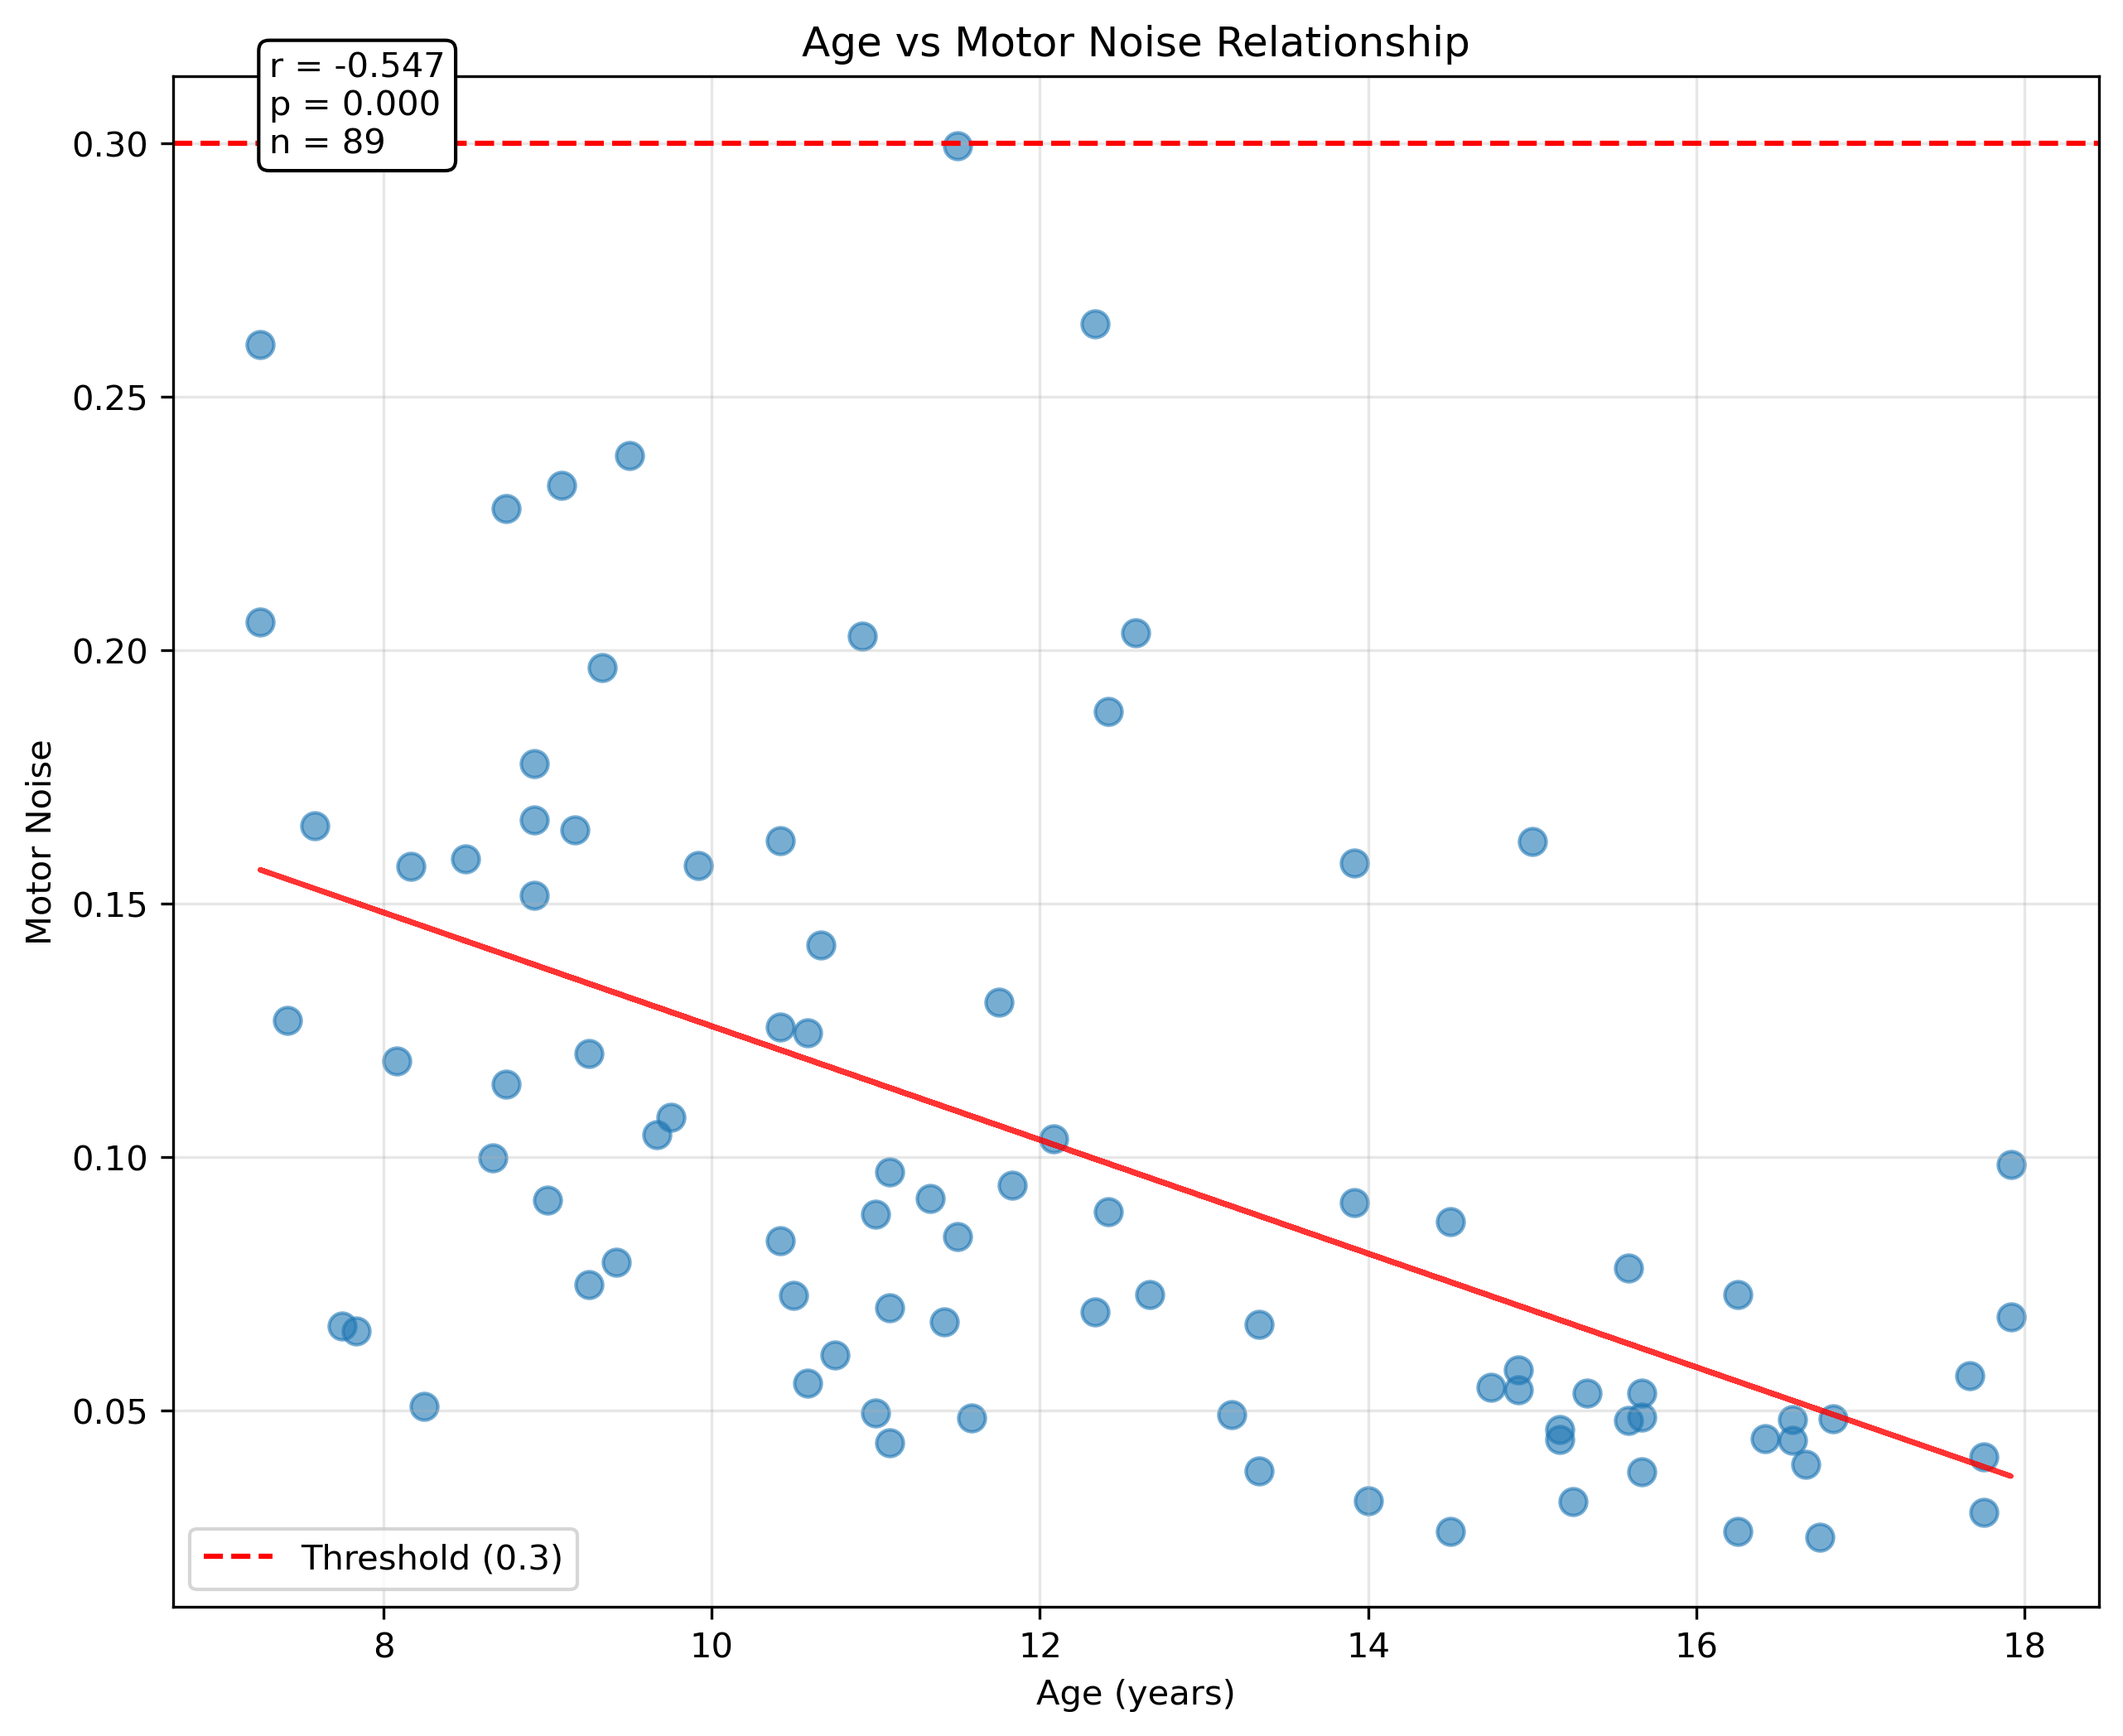 Age vs Motor Noise Relationship
r = -0.547
p = 0.000
n = 89
0.30
0.25
0.20
0.15
0.10
0.05
Motor Noise
Threshold (0.3)
8 10 12 14 16 18
Age (years)